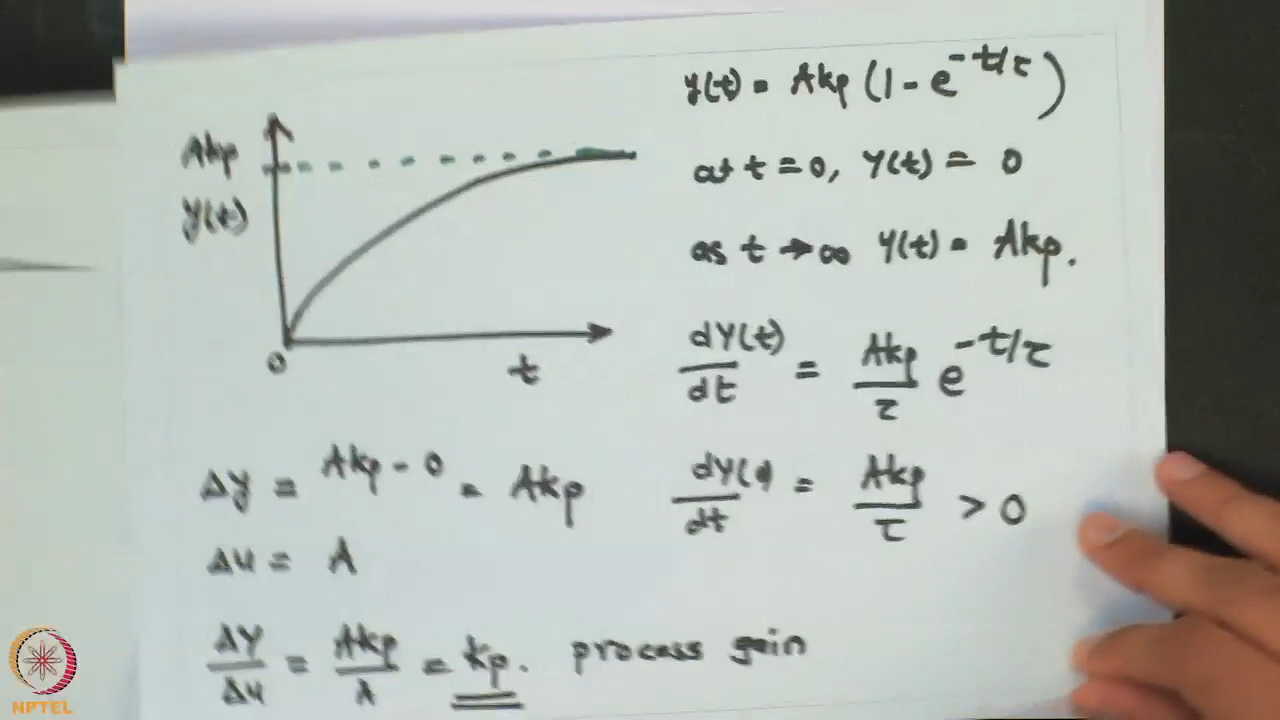 y(t) = Akp (1 - e^-t/τ)
Akp
y(t)
0
t
at t = 0, y(t) = 0
as t → ∞ y(t) = Akp.
dy(t)/dt = Akp/τ e^-t/τ
Δy = Akp - 0 = Akp
dy( )/dt = Akp/τ > 0
Δu = A
Δy/Δu = Akp/A = kp. process gain
NPTEL